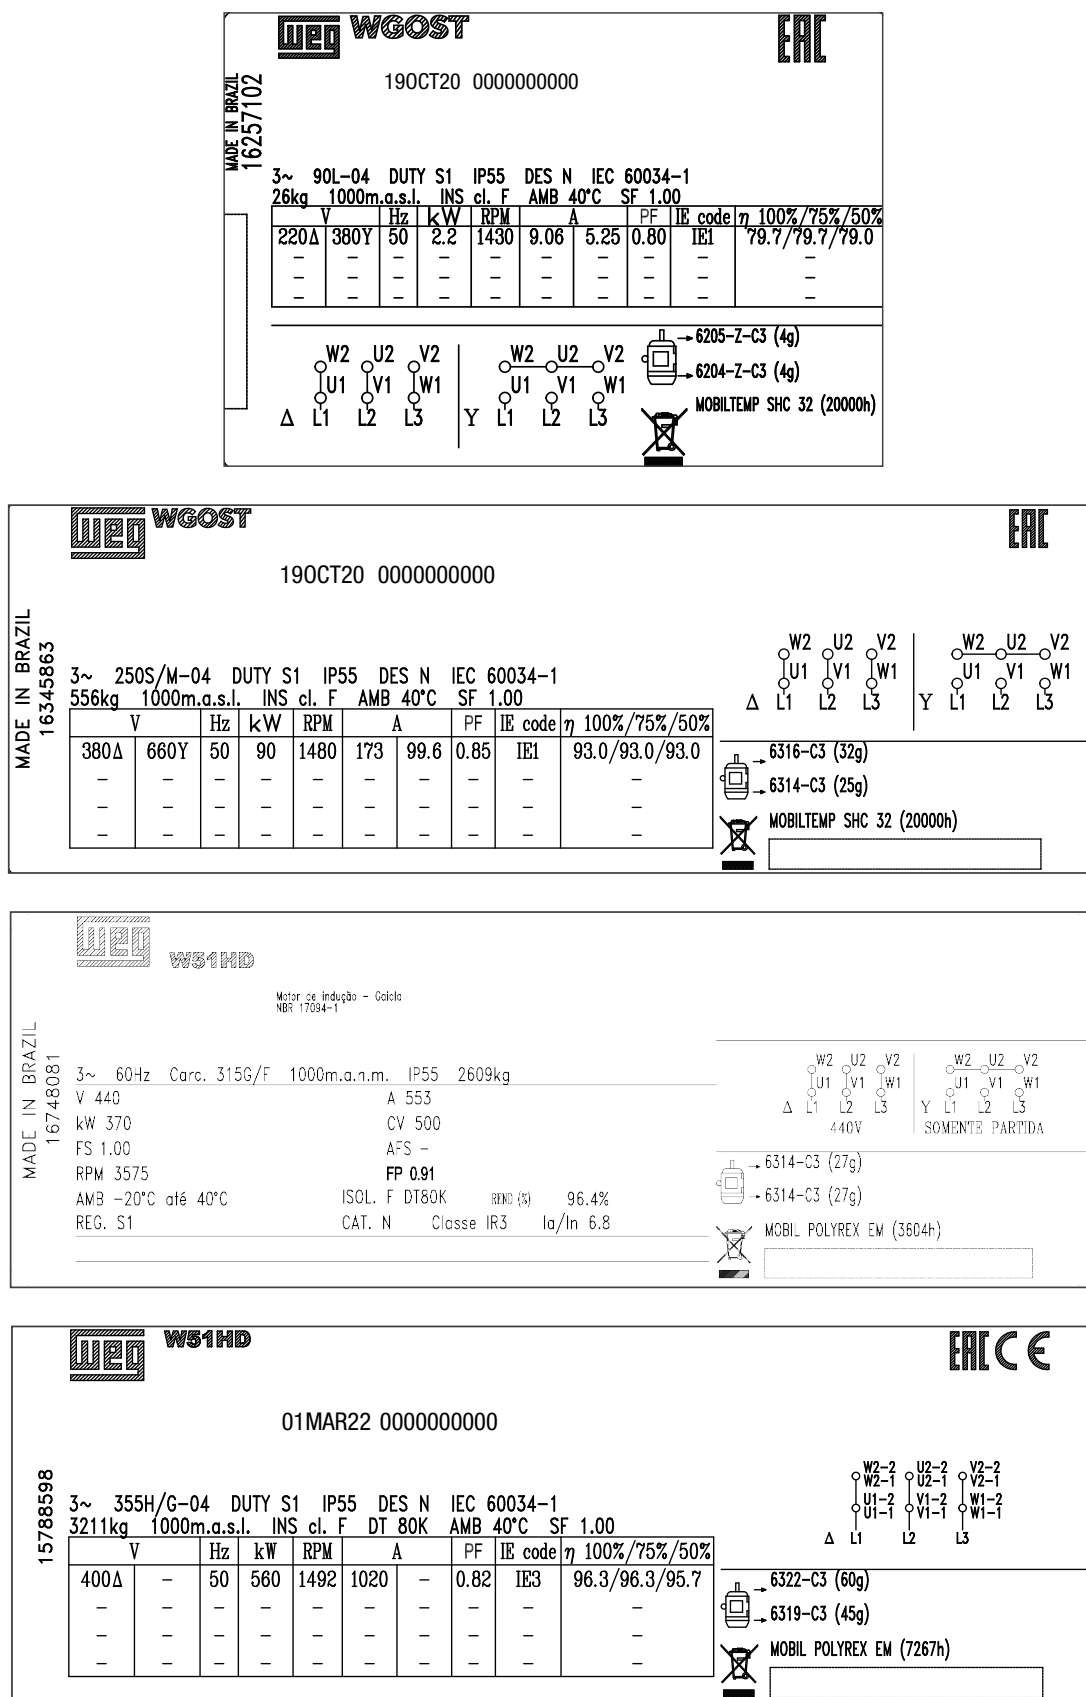 WEG WGOST EAC
19OCT20 0000000000
MADE IN BRAZIL
16257102
3~ 90L-04 DUTY S1 IP55 DES N IEC 60034-1
26kg 1000m.a.s.l. INS cl. F AMB 40°C SF 1.00
V Hz kW RPM A PF IE code η 100%/75%/50%
220Δ 380Y 50 2.2 1430 9.06 5.25 0.80 IE1 79.7/79.7/79.0
– – – – – – – – – –
– – – – – – – – – –
– – – – – – – – – –
W2 U2 V2 W2 U2 V2
U1 V1 W1 U1 V1 W1
Δ L1 L2 L3 Y L1 L2 L3
6205-Z-C3 (4g)
6204-Z-C3 (4g)
MOBILTEMP SHC 32 (20000h)
WEG WGOST EAC
19OCT20 0000000000
MADE IN BRAZIL
16345863
3~ 250S/M-04 DUTY S1 IP55 DES N IEC 60034-1
556kg 1000m.a.s.l. INS cl. F AMB 40°C SF 1.00
V Hz kW RPM A PF IE code η 100%/75%/50%
380Δ 660Y 50 90 1480 173 99.6 0.85 IE1 93.0/93.0/93.0
– – – – – – – – – –
– – – – – – – – – –
– – – – – – – – – –
W2 U2 V2 W2 U2 V2
U1 V1 W1 U1 V1 W1
Δ L1 L2 L3 Y L1 L2 L3
6316-C3 (32g)
6314-C3 (25g)
MOBILTEMP SHC 32 (20000h)
WEG W51HD
Motor de indução – Gaiola
NBR 17094-1
MADE IN BRAZIL
16748081
3~ 60Hz Carc. 315G/F 1000m.a.n.m. IP55 2609kg
V 440 A 553
kW 370 CV 500
FS 1.00 AFS –
RPM 3575 FP 0.91
AMB –20°C até 40°C ISOL. F DT80K REND (%) 96.4%
REG. S1 CAT. N Classe IR3 Ia/In 6.8
W2 U2 V2 W2 U2 V2
U1 V1 W1 U1 V1 W1
Δ L1 L2 L3 Y L1 L2 L3
440V SOMENTE PARTIDA
6314-C3 (27g)
6314-C3 (27g)
MOBIL POLYREX EM (3604h)
WEG W51HD EAC CE
01MAR22 0000000000
15788598
3~ 355H/G-04 DUTY S1 IP55 DES N IEC 60034-1
3211kg 1000m.a.s.l. INS cl. F DT 80K AMB 40°C SF 1.00
V Hz kW RPM A PF IE code η 100%/75%/50%
400Δ – 50 560 1492 1020 – 0.82 IE3 96.3/96.3/95.7
– – – – – – – – – –
– – – – – – – – – –
– – – – – – – – – –
W2-2 U2-2 V2-2
W2-1 U2-1 V2-1
U1-2 V1-2 W1-2
U1-1 V1-1 W1-1
Δ L1 L2 L3
6322-C3 (60g)
6319-C3 (45g)
MOBIL POLYREX EM (7267h)